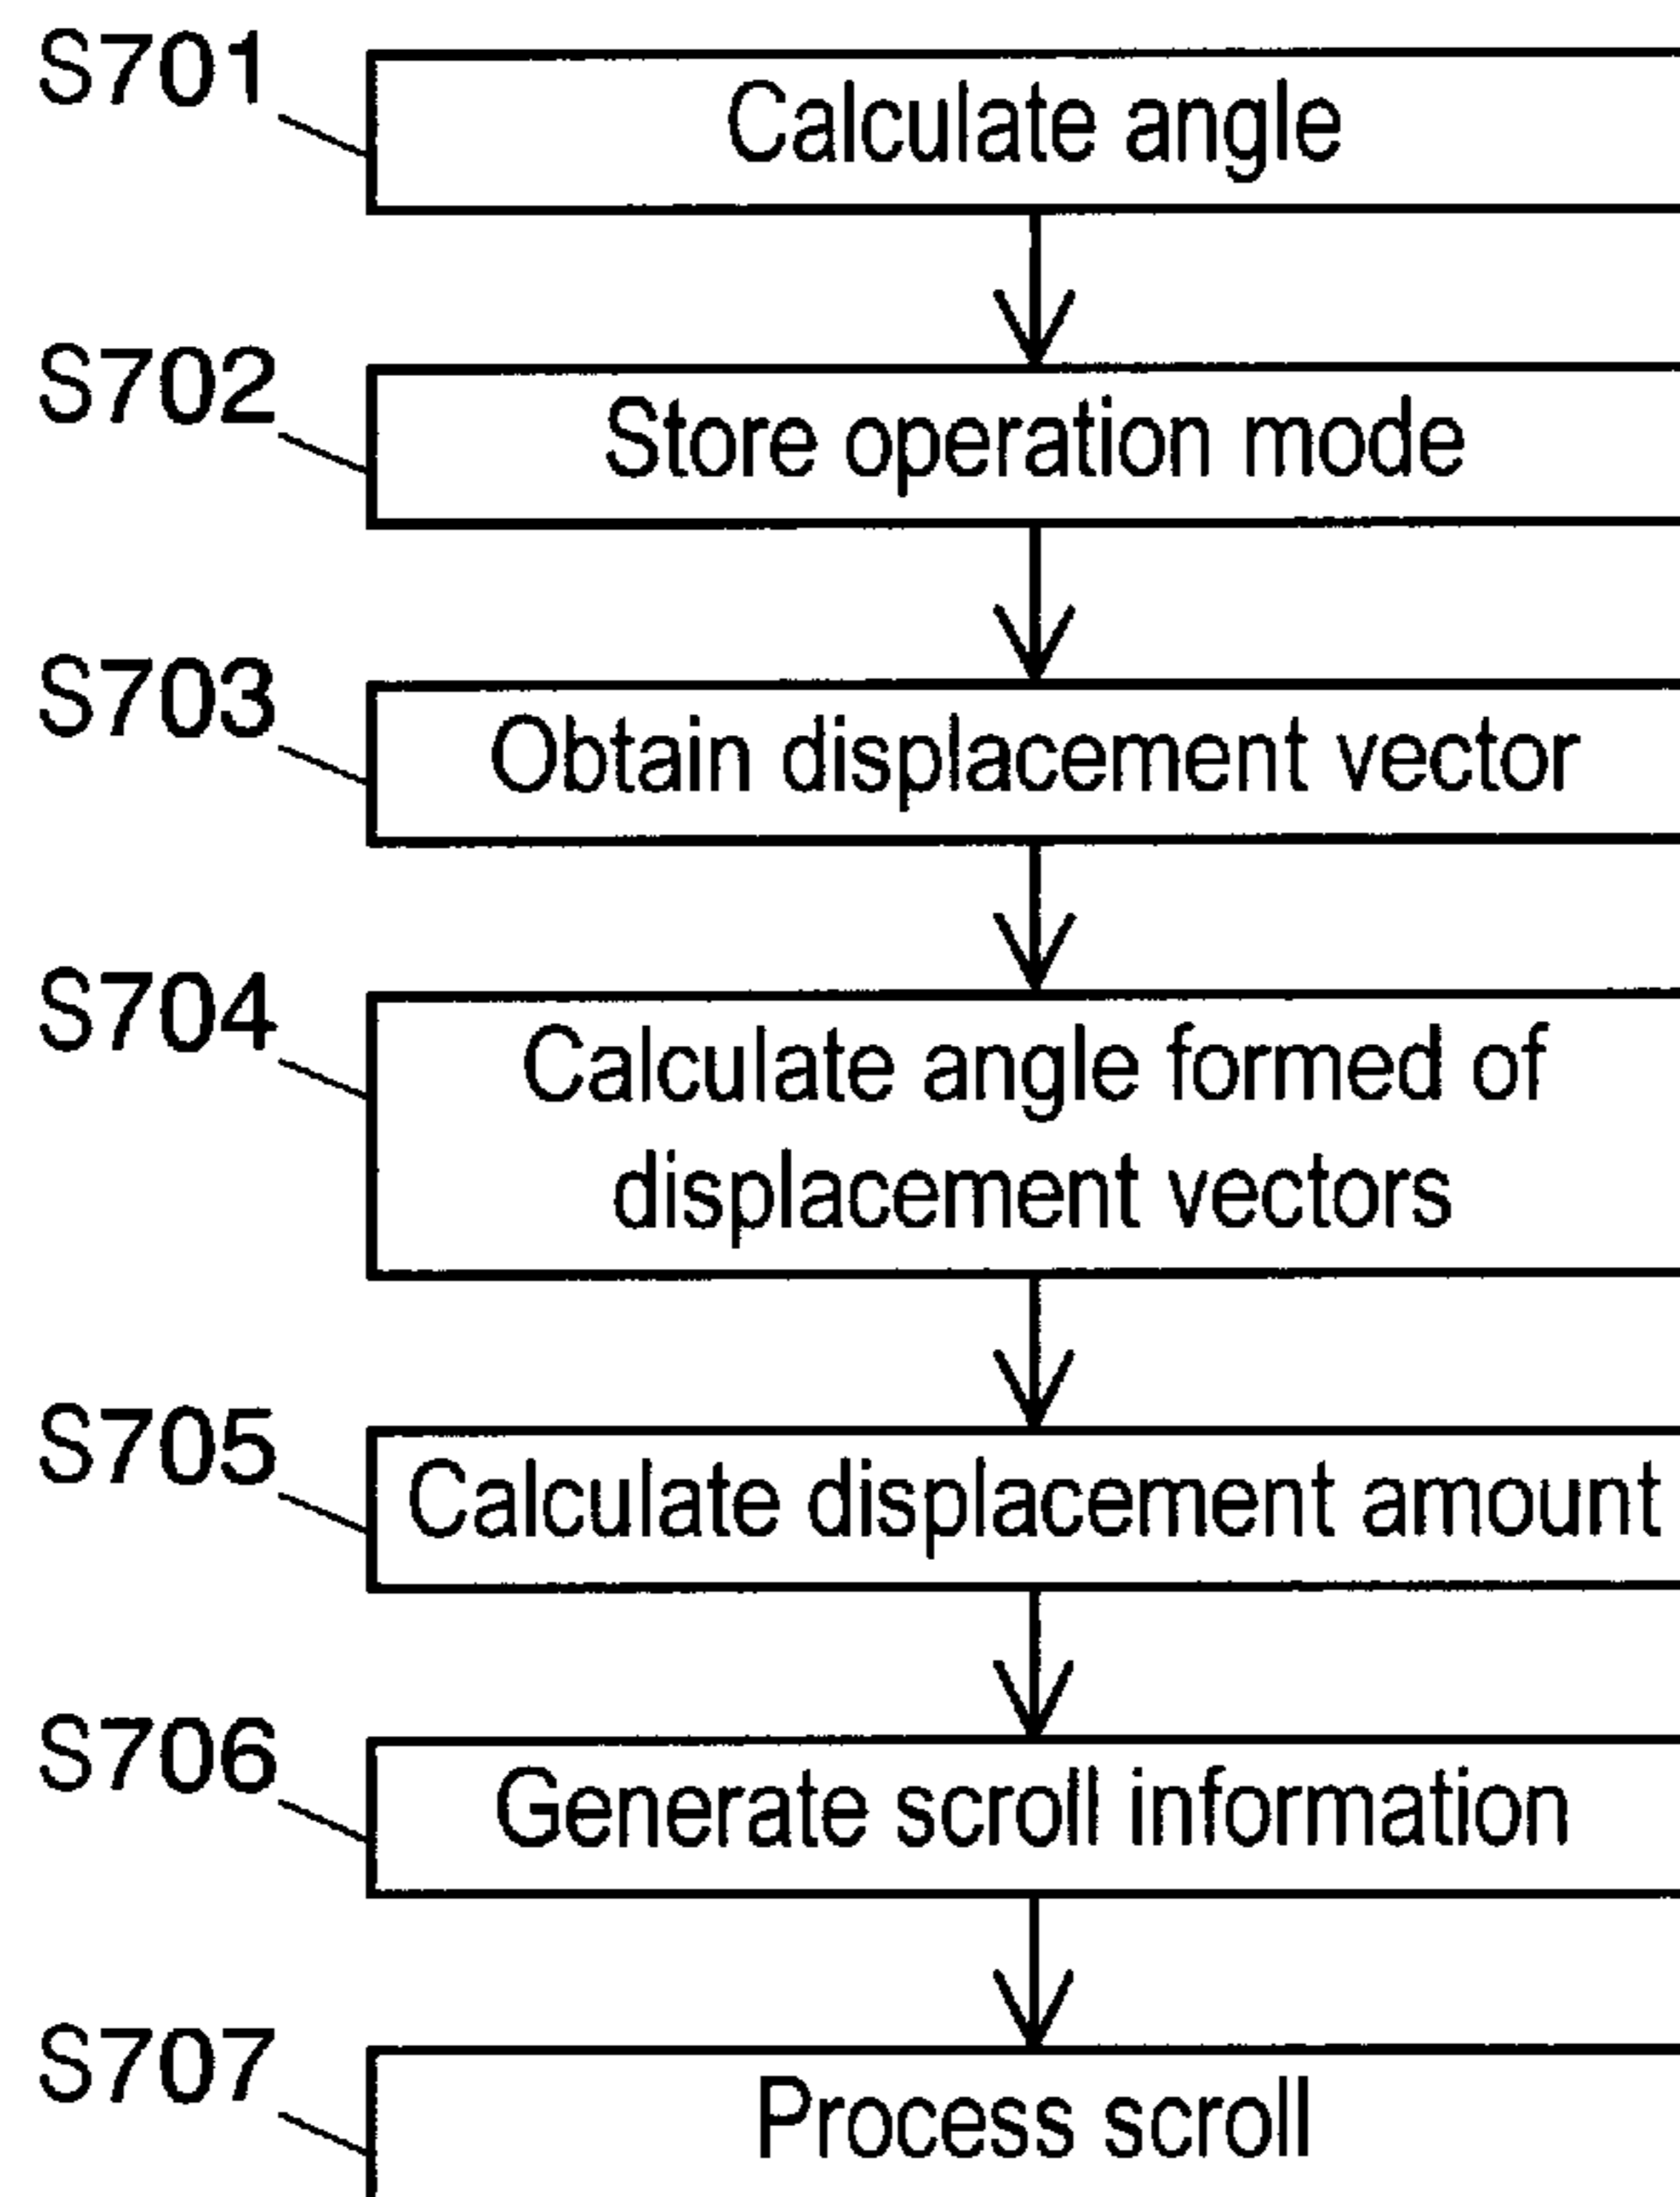 S701
Calculate angle
S702
Store operation mode
S703
Obtain displacement vector
S704
Calculate angle formed of
displacement vectors
S705
Calculate displacement amount
S706
Generate scroll information
S707
Process scroll